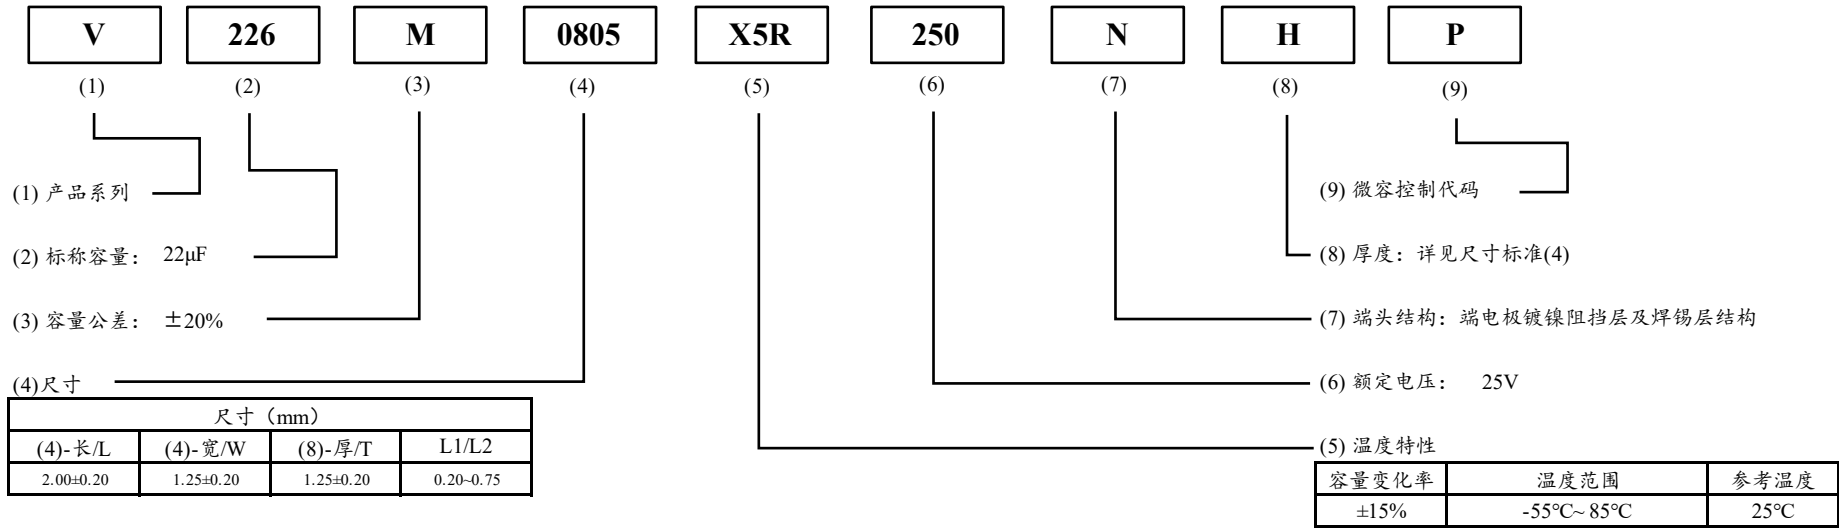 V 226 M 0805 X5R 250 N H P
(1) (2) (3) (4) (5) (6) (7) (8) (9)
(1) 产品系列
(9) 微容控制代码
(2) 标称容量： 22μF
(8) 厚度：详见尺寸标准(4)
(3) 容量公差： ±20%
(7) 端头结构：端电极镀镍阻挡层及焊锡层结构
(4)尺寸
(6) 额定电压： 25V
尺寸（mm）
(4)-长/L (4)-宽/W (8)-厚/T L1/L2
2.00±0.20 1.25±0.20 1.25±0.20 0.20~0.75
(5) 温度特性
容量变化率 温度范围 参考温度
±15% -55℃~ 85℃ 25℃